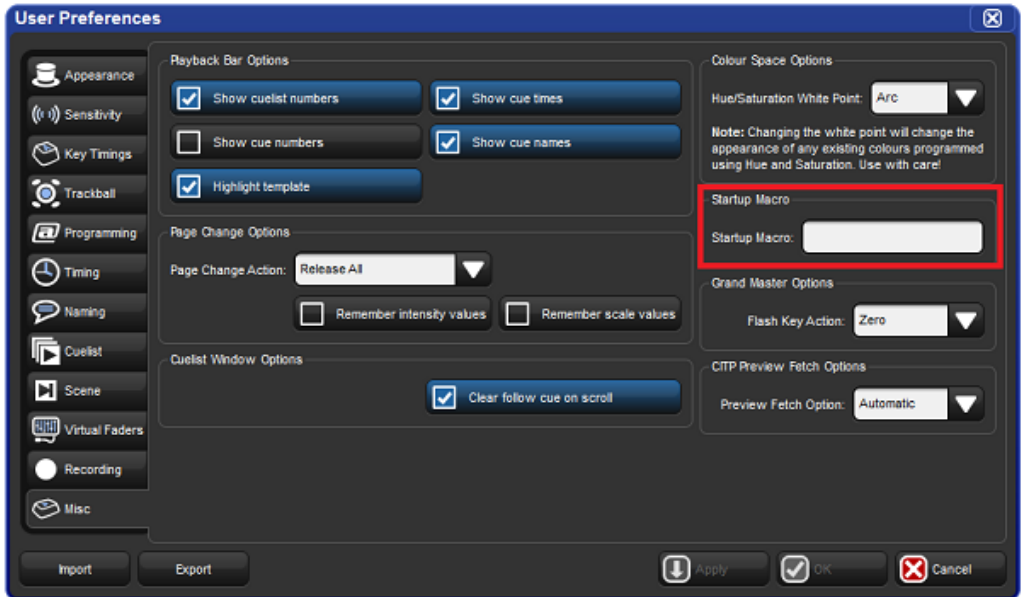 User Preferences
Appearance
Sensitivity
Key Timings
Trackball
Programming
Timing
Naming
Cuelist
Scene
Virtual Faders
Recording
Misc
Playback Bar Options
Show cuelist numbers
Show cue times
Show cue numbers
Show cue names
Highlight template
Page Change Options
Page Change Action: Release All
Remember intensity values
Remember scale values
Cuelist Window Options
Clear follow cue on scroll
Colour Space Options
Hue/Saturation White Point: Arc
Note: Changing the white point will change the
appearance of any existing colours programmed
using Hue and Saturation. Use with care!
Startup Macro
Startup Macro:
Grand Master Options
Flash Key Action: Zero
CITP Preview Fetch Options
Preview Fetch Option: Automatic
Import
Export
Apply
OK
Cancel